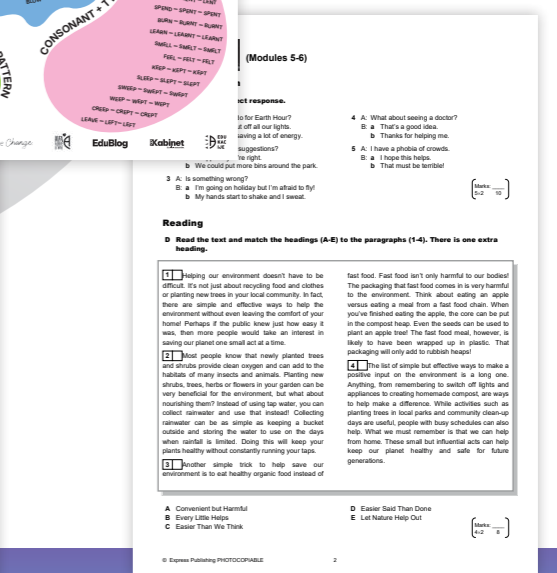 SPEND – SPENT – SPENT
BURN – BURNT – BURNT
LEARN – LEARNT – LEARNT
SMELL – SMELT – SMELT
FEEL – FELT – FELT
KEEP – KEPT – KEPT
SLEEP – SLEPT – SLEPT
SWEEP – SWEPT – SWEPT
WEEP – WEPT – WEPT
CREEP – CREPT – CREPT
LEAVE – LEFT – LEFT
CONSONANT + T
PATTERN
Change.
EduBlog
iKabinet
EDU
KAC
IJE
(Modules 5-6)
ect response.
o for Earth Hour?
t off all our lights.
saving a lot of energy.
suggestions?
're right.
b We could put more bins around the park.
3 A: Is something wrong?
B: a I'm going on holiday but I'm afraid to fly!
b My hands start to shake and I sweat.
4 A: What about seeing a doctor?
B: a That's a good idea.
b Thanks for helping me.
5 A: I have a phobia of crowds.
B: a I hope this helps.
b That must be terrible!
Marks: ____
5x2 10
Reading
D Read the text and match the headings (A-E) to the paragraphs (1-4). There is one extra
heading.
1 Helping our environment doesn't have to be
difficult. It's not just about recycling food and clothes
or planting new trees in your local community. In fact,
there are simple and effective ways to help the
environment without even leaving the comfort of your
home! Perhaps if the public knew just how easy it
was, then more people would take an interest in
saving our planet one small act at a time.
2 Most people know that newly planted trees
and shrubs provide clean oxygen and can add to the
habitats of many insects and animals. Planting new
shrubs, trees, herbs or flowers in your garden can be
very beneficial for the environment, but what about
nourishing them? Instead of using tap water, you can
collect rainwater and use that instead! Collecting
rainwater can be as simple as keeping a bucket
outside and storing the water to use on the days
when rainfall is limited. Doing this will keep your
plants healthy without constantly running your taps.
3 Another simple trick to help save our
environment is to eat healthy organic food instead of
fast food. Fast food isn't only harmful to our bodies!
The packaging that fast food comes in is very harmful
to the environment. Think about eating an apple
versus eating a meal from a fast food chain. When
you've finished eating the apple, the core can be put
in the compost heap. Even the seeds can be used to
plant an apple tree! The fast food meal, however, is
likely to have been wrapped up in plastic. That
packaging will only add to rubbish heaps!
4 The list of simple but effective ways to make a
positive input on the environment is a long one.
Anything, from remembering to switch off lights and
appliances to creating homemade compost, are ways
to help make a difference. While activities such as
planting trees in local parks and community clean-up
days are useful, people with busy schedules can also
help. What we must remember is that we can help
from home. These small but influential acts can help
keep our planet healthy and safe for future
generations.
A Convenient but Harmful
B Every Little Helps
C Easier Than We Think
D Easier Said Than Done
E Let Nature Help Out
Marks: ____
4x2 8
© Express Publishing PHOTOCOPIABLE
2